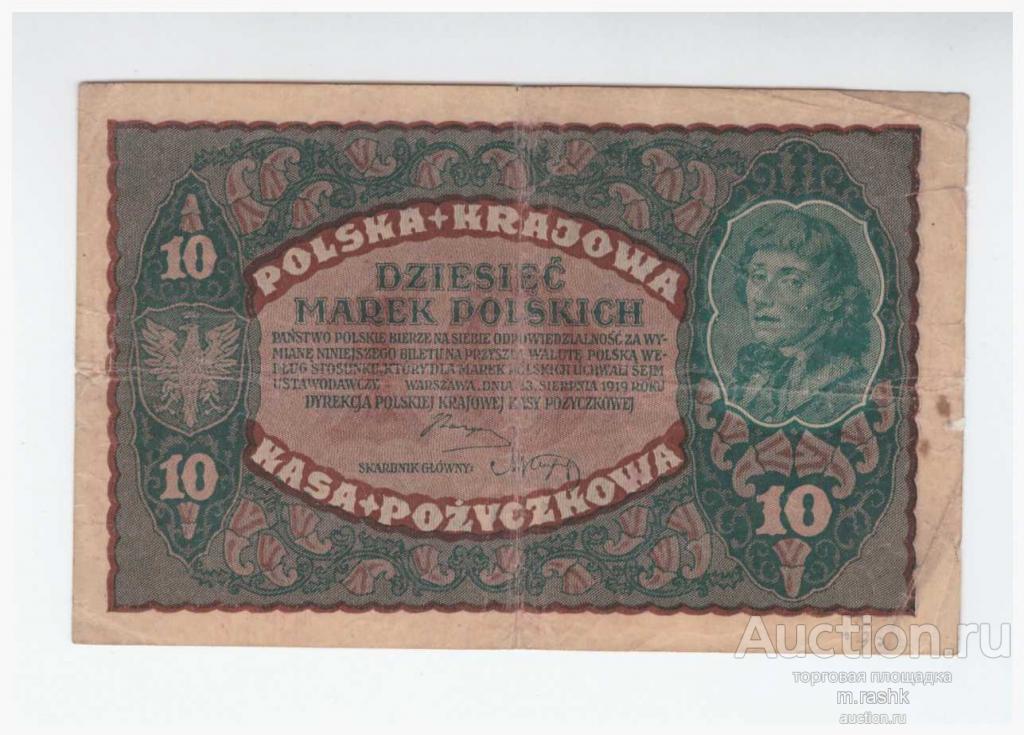 POLSKA + KRAJOWA
DZIESIĘĆ
MAREK POLSKICH
PAŃSTWO POLSKIE BIERZE NA SIEBIE ODPOWIEDZIALNOŚĆ ZA WY-
MIANĘ NINIEJSZEGO BILETU NA PRZYSZŁĄ WALUTĘ POLSKĄ WE-
DŁUG STOSUNKU, KTÓRY DLA MAREK POLSKICH UCHWALI SEJM
USTAWODAWCZY. WARSZAWA, DNIA 23. SIERPNIA 1919 ROKU
DYREKCJA POLSKIEJ KRAJOWEJ KASY POŻYCZKOWEJ
SKARBNIK GŁÓWNY:
KASA + POŻYCZKOWA
10
10
10
Auction.ru
торговая площадка
m.rashk
auction.ru